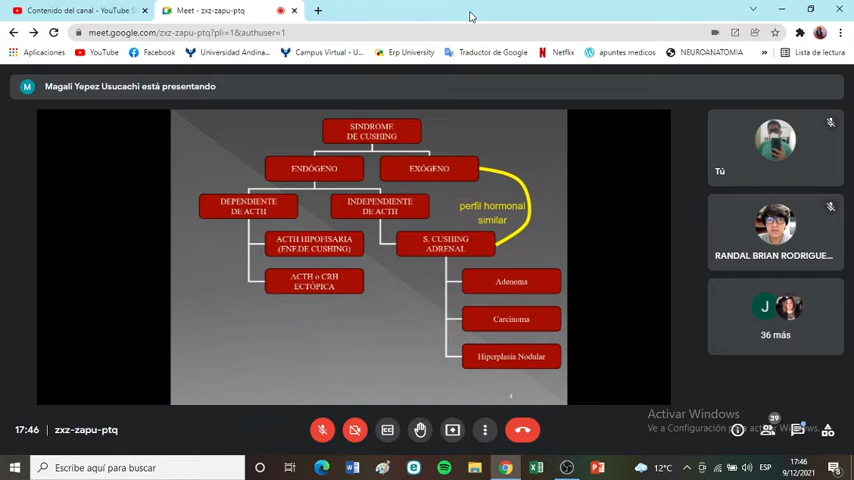 Contenido del canal - YouTube S
Meet - zxz-zapu-ptq
meet.google.com/zxz-zapu-ptq?pli=1&authuser=1
Aplicaciones
YouTube
Facebook
Universidad Andina...
Campus Virtual - U...
Erp University
Traductor de Google
Netflix
apuntes medicos
NEUROANATOMIA
Lista de lectura
M
Magali Yepez Usucachi está presentando
SÍNDROME
DE CUSHING
ENDÓGENO
EXÓGENO
DEPENDIENTE
DE ACTH
INDEPENDIENTE
DE ACTH
perfil hormonal
similar
ACTH HIPOFISARIA
(ENF.DE CUSHING)
S. CUSHING
ADRENAL
ACTH o CRH
ECTÓPICA
Adenoma
Carcinoma
Hiperplasia Nodular
4
Tú
RANDAL BRIAN RODRIGUE...
J
36 más
Activar Windows
Ve a Configuración para activar Windows.
17:46
zxz-zapu-ptq
39
Escribe aquí para buscar
12°C
ESP
17:46
9/12/2021